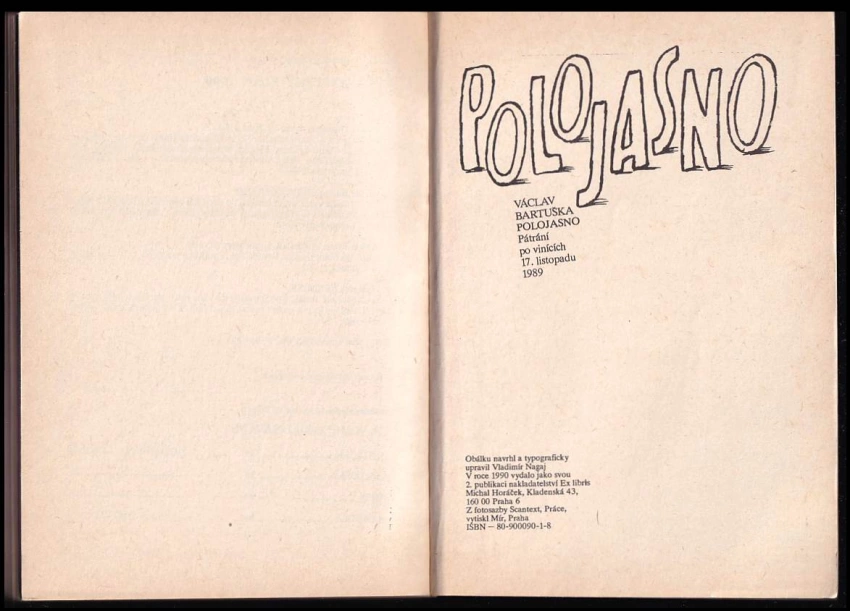 POLOJASNO
VÁCLAV
BARTUŠKA
POLOJASNO
Pátrání
po vinících
17. listopadu
1989
Obálku navrhl a typograficky
upravil Vladimír Nagaj
V roce 1990 vydalo jako svou
2. publikaci nakladatelství Ex libris
Michal Horáček, Kladenská 43,
160 00 Praha 6
Z fotosazby Scantext, Práce,
vytiskl Mír, Praha
ISBN — 80-900090-1-8